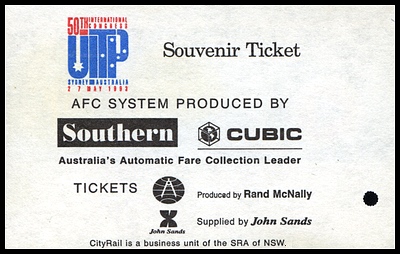 50TH INTERNATIONAL
CONGRESS
UITP
SYDNEY AUSTRALIA
2-7 MAY 1993
Souvenir Ticket
AFC SYSTEM PRODUCED BY
Southern
CUBIC
Australia's Automatic Fare Collection Leader
TICKETS
Produced by Rand McNally
John Sands
Supplied by John Sands
CityRail is a business unit of the SRA of NSW.